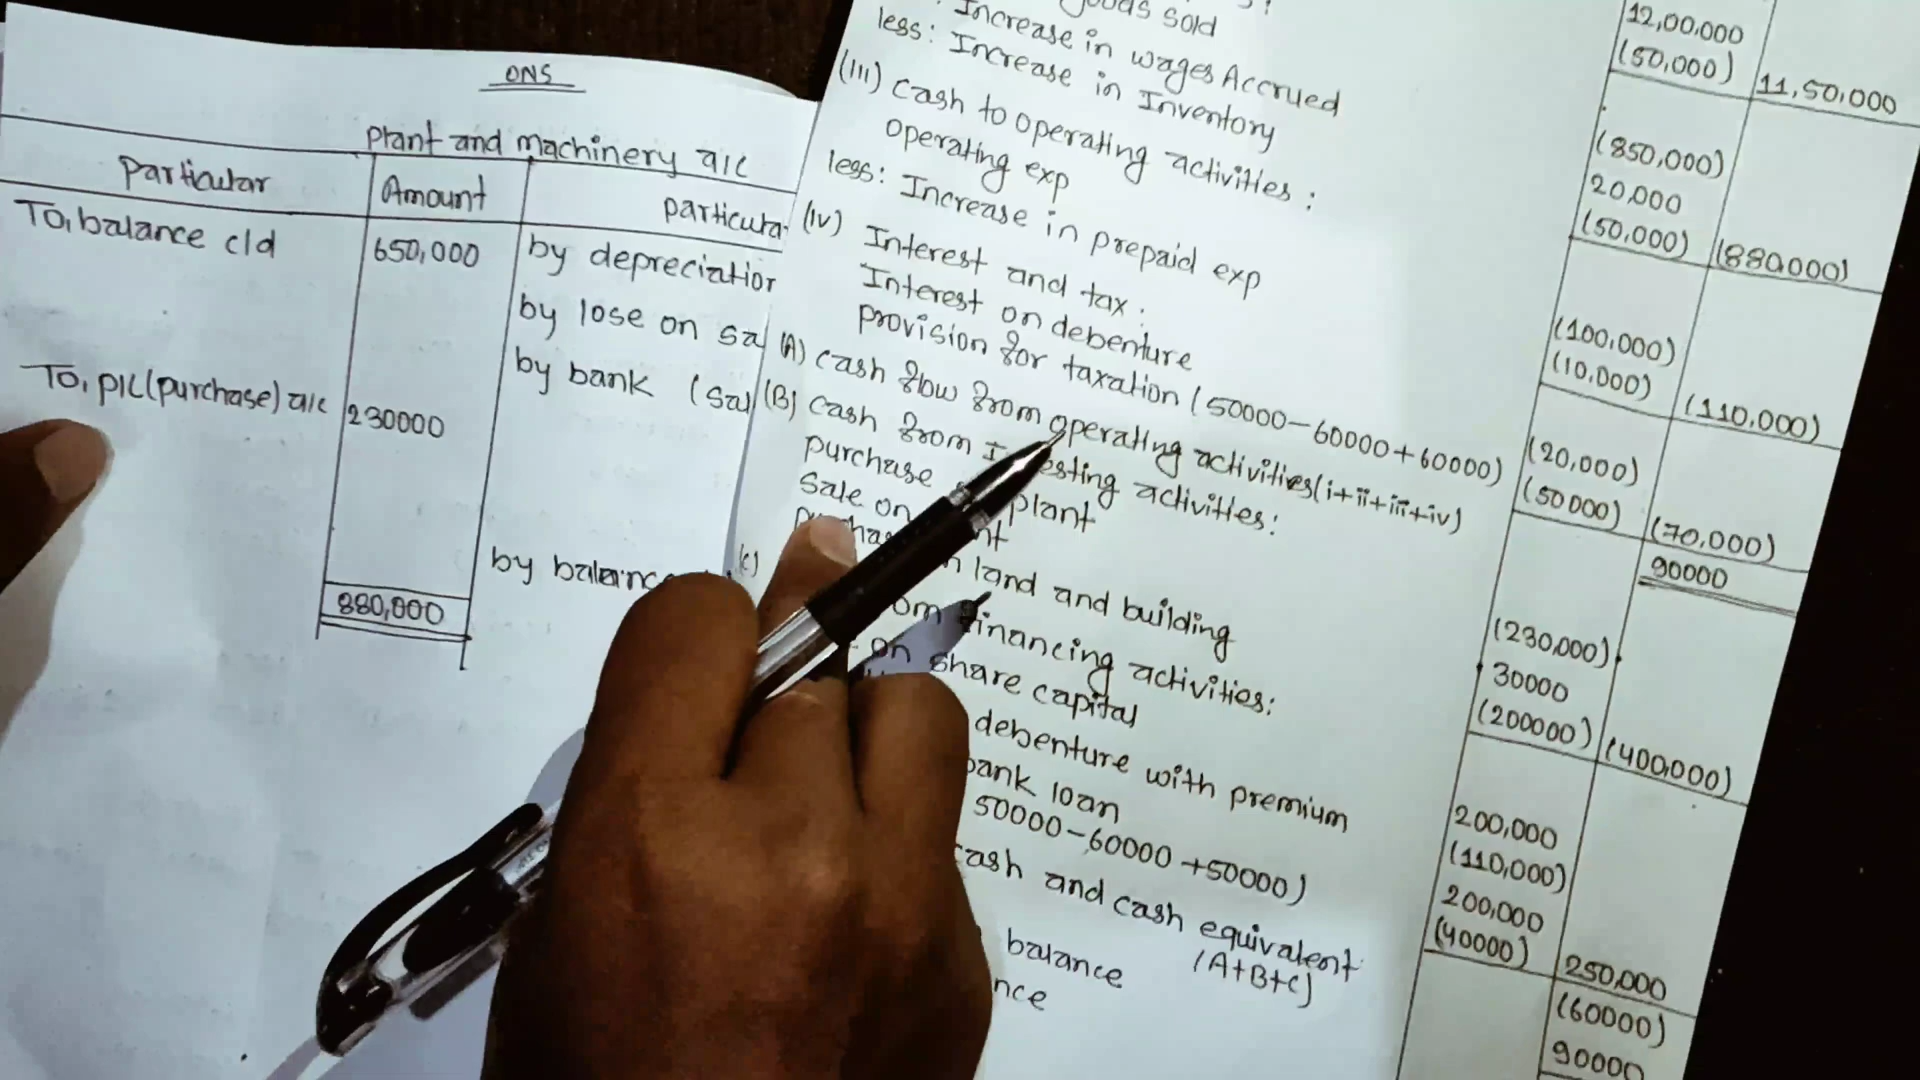 ONS
Plant and machinery a/c
particular Amount particula
To, balance c/d 650,000 by depreciation
by lose on sa
by bank (sal
To, p/c (purchase) a/c 230000
by balance
880,000
goods sold
Increase in wages Accrued 12,00,000
less: Increase in Inventory (50,000) 11,50,000
(III) cash to operating activities:
operating exp (850,000)
less: Increase in prepaid exp 20,000
(50,000) (880,000)
(IV) Interest and tax:
Interest on debenture (100,000)
provision for taxation (50000-60000+60000) (10,000) (110,000)
(A) cash flow from operating activities (i+ii+iii+iv) (20,000)
(B) cash from Investing activities: (50000) (70,000)
90000
purchase plant (230,000)
sale on 30000
land and building (200000) (400,000)
(c)
financing activities:
on share capital 200,000
debenture with premium (110,000)
bank loan 200,000
50000-60000+50000) (40000) 250,000
cash and cash equivalent (60000)
(A+B+C)
balance 90000
nce